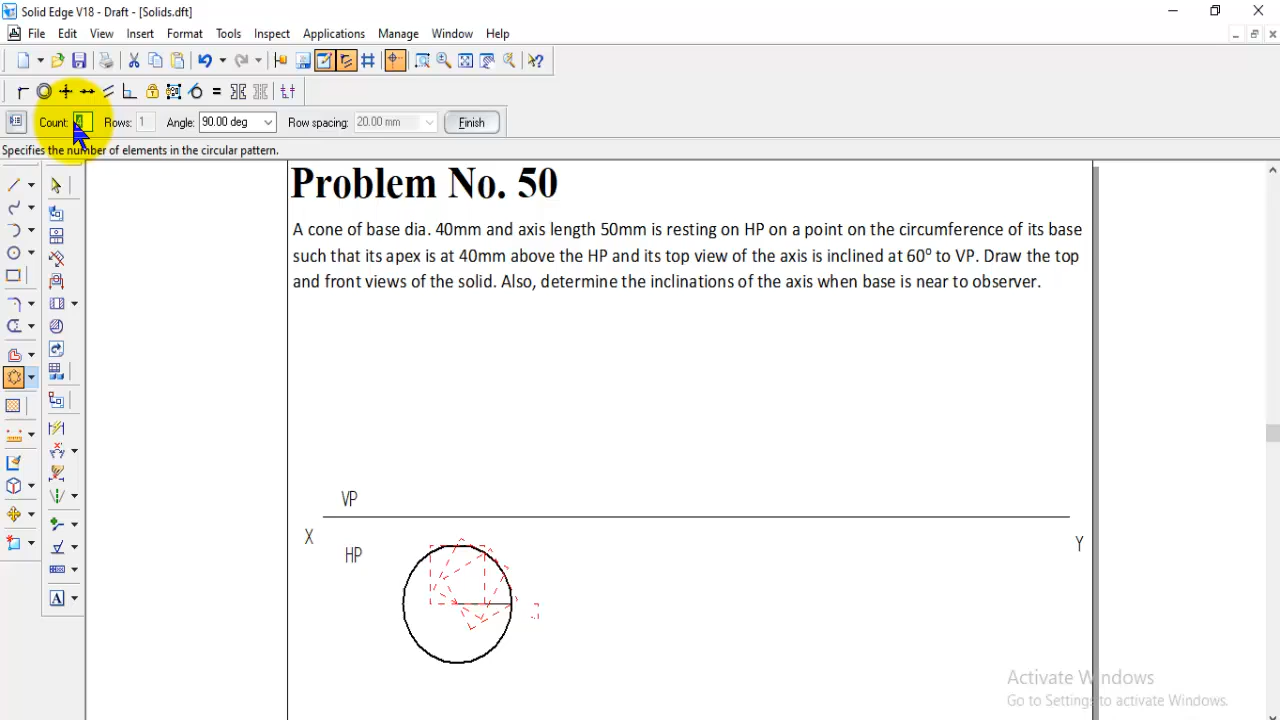 Solid Edge V18 - Draft - [Solids.dft]
File Edit View Insert Format Tools Inspect Applications Manage Window Help
Count: 4 Rows: 1 Angle: 90.00 deg Row spacing: 20.00 mm Finish
Specifies the number of elements in the circular pattern.
Problem No. 50
A cone of base dia. 40mm and axis length 50mm is resting on HP on a point on the circumference of its base
such that its apex is at 40mm above the HP and its top view of the axis is inclined at 60⁰ to VP. Draw the top
and front views of the solid. Also, determine the inclinations of the axis when base is near to observer.
VP
X
Y
HP
A
Activate Windows
Go to Settings to activate Windows.